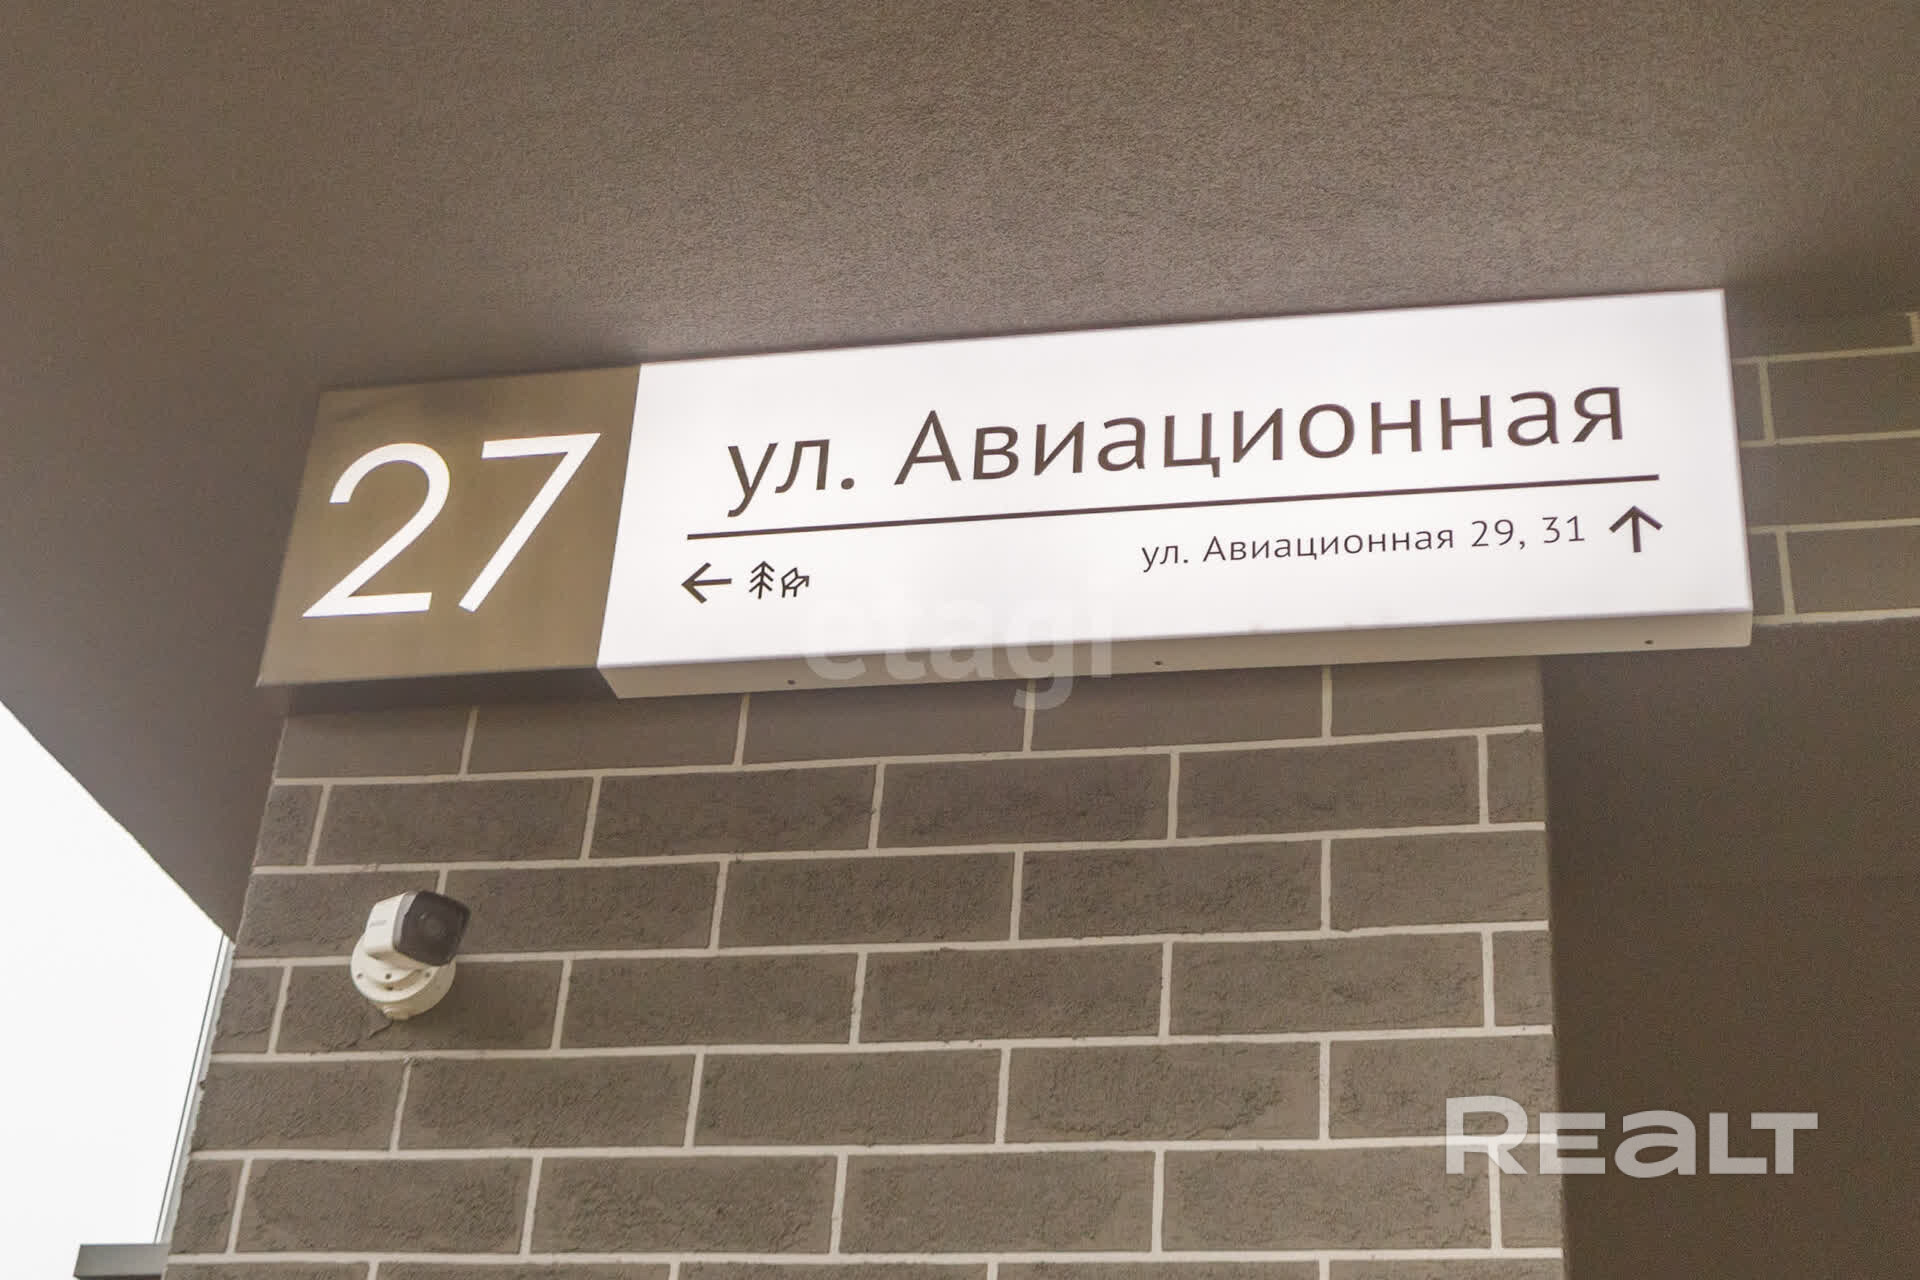 27
ул. Авиационная
ул. Авиационная 29, 31
etagi
REALT